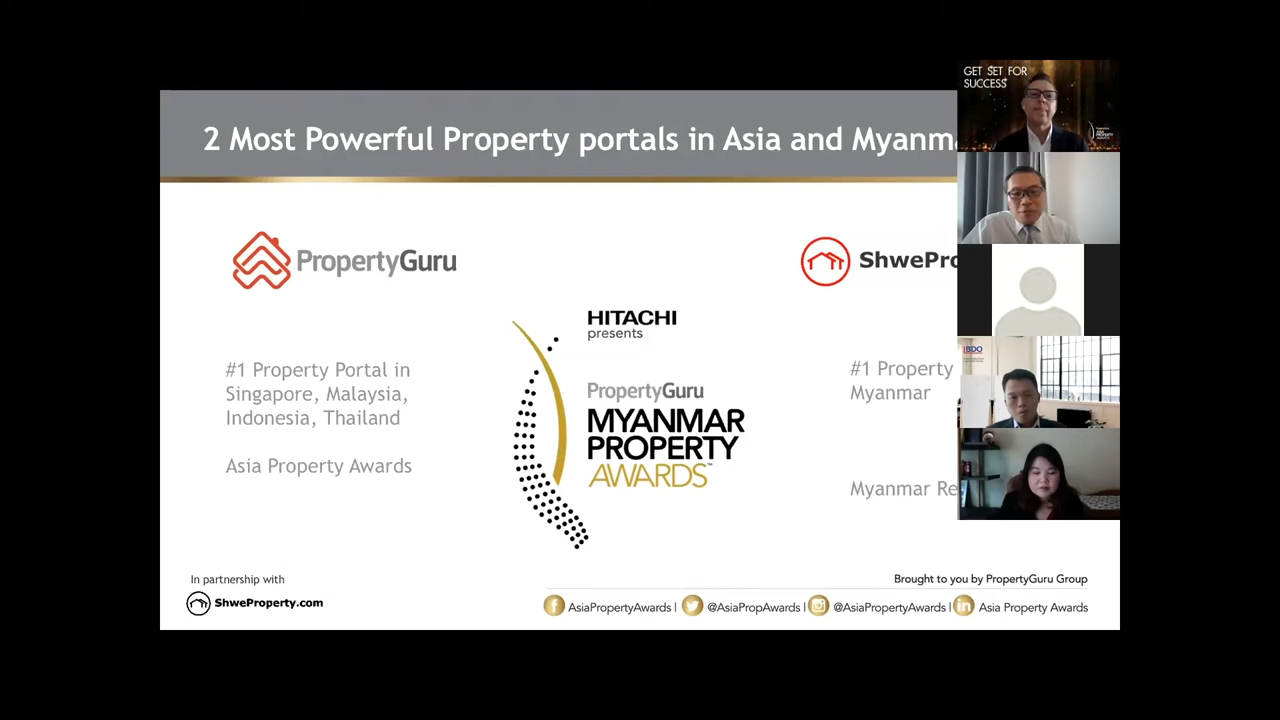 GET SET FOR
SUCCESS
2 Most Powerful Property portals in Asia and Myanma
PropertyGuru
ShwePro
HITACHI
presents
#1 Property Portal in
Singapore, Malaysia,
Indonesia, Thailand
#1 Property
Myanmar
BDO
PropertyGuru
MYANMAR
PROPERTY
AWARDS™
Asia Property Awards
Myanmar Re
In partnership with
ShweProperty.com
Brought to you by PropertyGuru Group
AsiaPropertyAwards |
@AsiaPropAwards |
@AsiaPropertyAwards |
Asia Property Awards